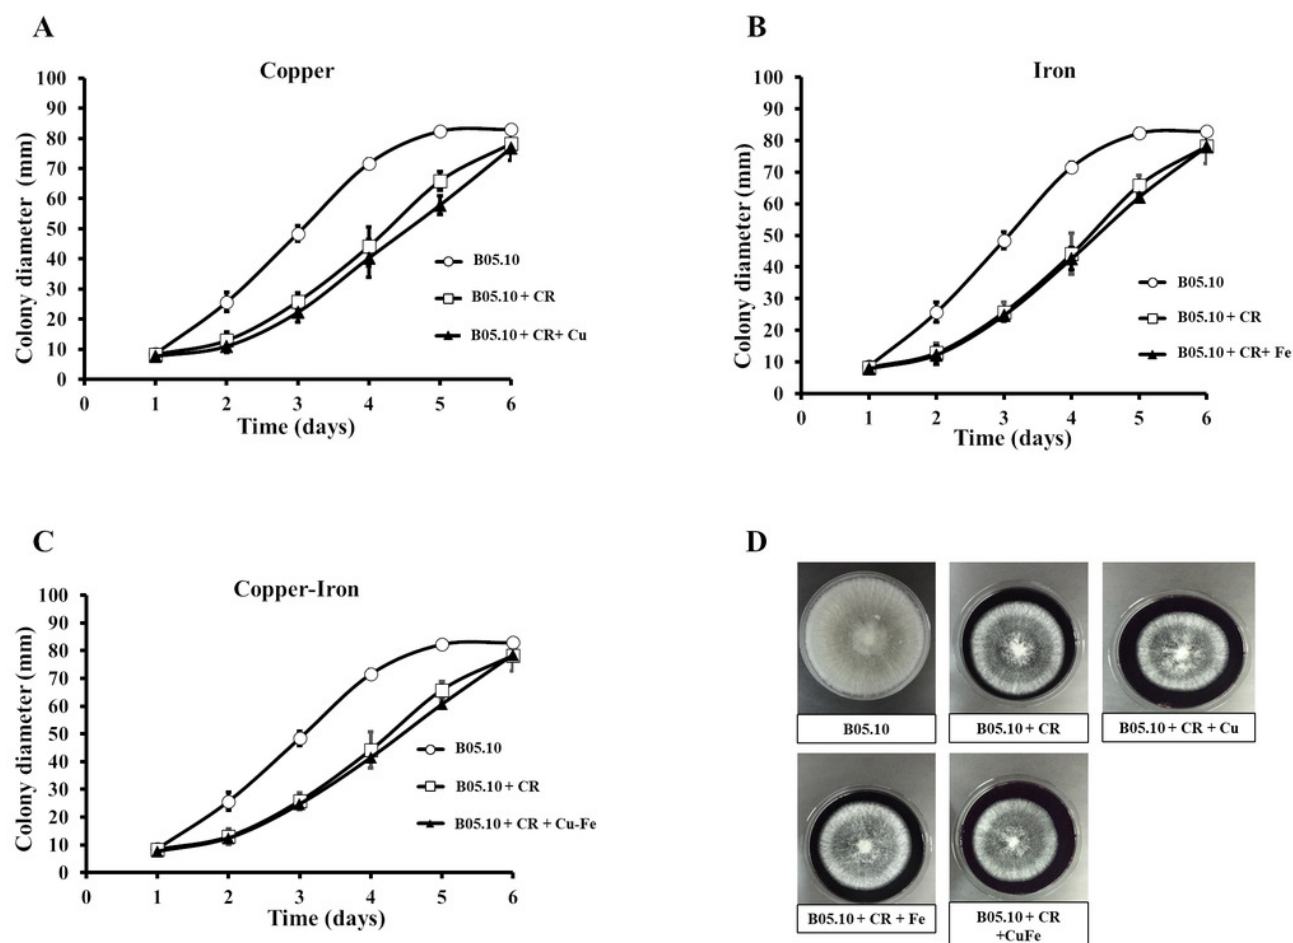 A
Copper
Colony diameter (mm)
100
90
80
70
60
50
40
30
20
10
0
0 1 2 3 4 5 6
Time (days)
B05.10
B05.10 + CR
B05.10 + CR+ Cu
B
Iron
Colony diameter (mm)
100
90
80
70
60
50
40
30
20
10
0
0 1 2 3 4 5 6
Time (days)
B05.10
B05.10 + CR
B05.10 + CR+ Fe
C
Copper-Iron
Colony diameter (mm)
100
90
80
70
60
50
40
30
20
10
0
0 1 2 3 4 5 6
Time (days)
B05.10
B05.10 + CR
B05.10 + CR + Cu-Fe
D
B05.10
B05.10 + CR
B05.10 + CR + Cu
B05.10 + CR + Fe
B05.10 + CR
+CuFe